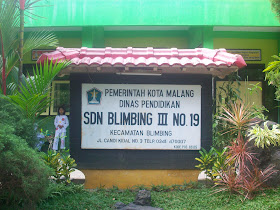 PEMERINTAH KOTA MALANG
DINAS PENDIDIKAN
SDN BLIMBING III NO. 19
KECAMATAN BLIMBING